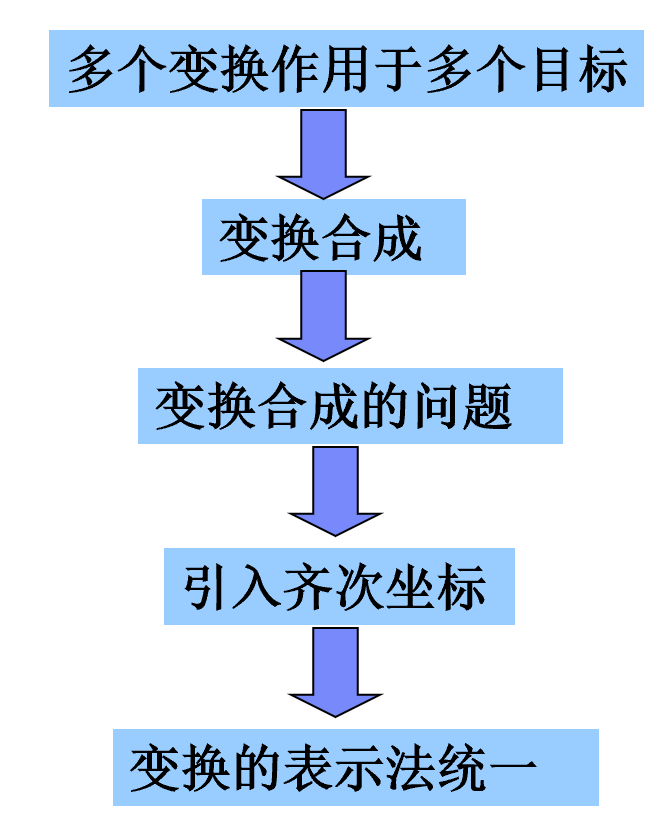 多个变换作用于多个目标
变换合成
变换合成的问题
引入齐次坐标
变换的表示法统一